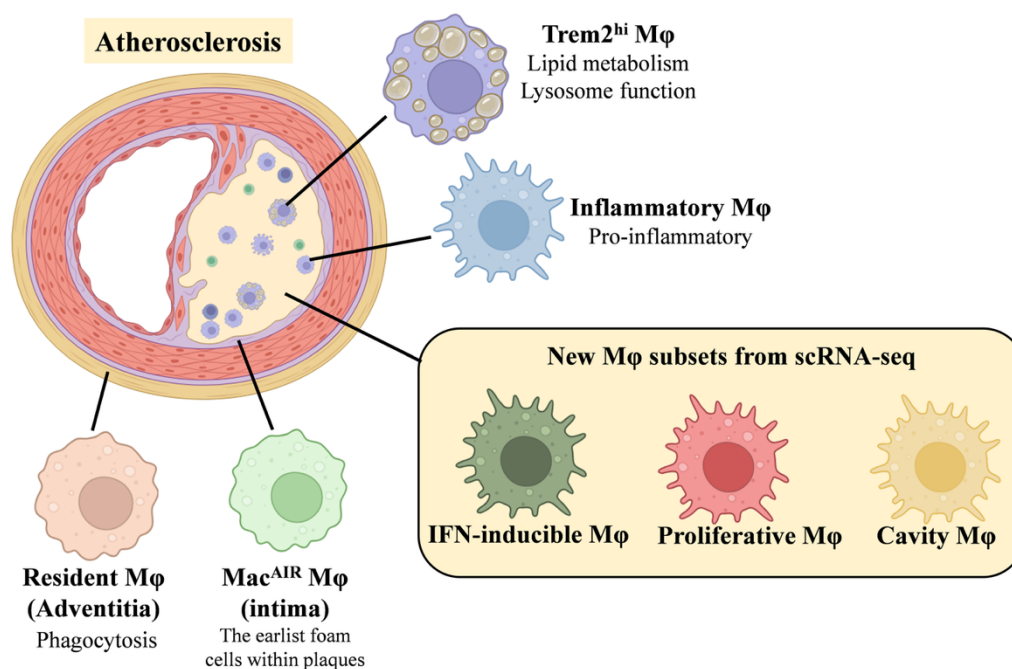 Atherosclerosis
Trem2hi Mφ
Lipid metabolism
Lysosome function
Inflammatory Mφ
Pro-inflammatory
New Mφ subsets from scRNA-seq
IFN-inducible Mφ
Proliferative Mφ
Cavity Mφ
Resident Mφ
(Adventitia)
Phagocytosis
MacAIR Mφ
(intima)
The earlist foam
cells within plaques